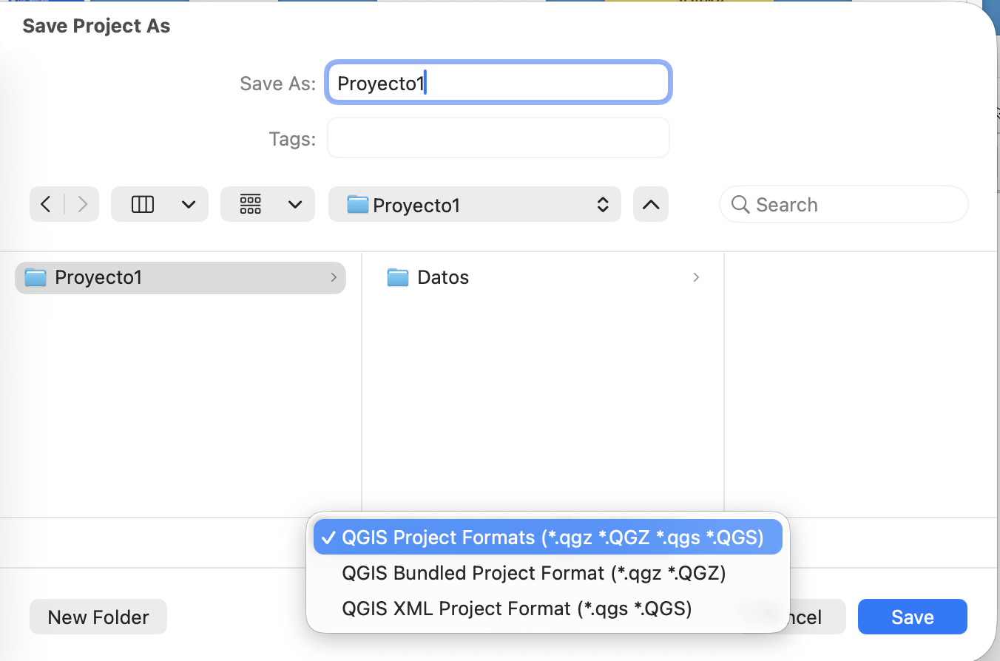 Save Project As
Save As: Proyecto1
Tags:
Proyecto1
Search
Proyecto1
Datos
✓ QGIS Project Formats (*.qgz *.QGZ *.qgs *.QGS)
QGIS Bundled Project Format (*.qgz *.QGZ)
QGIS XML Project Format (*.qgs *.QGS)
New Folder
ncel
Save